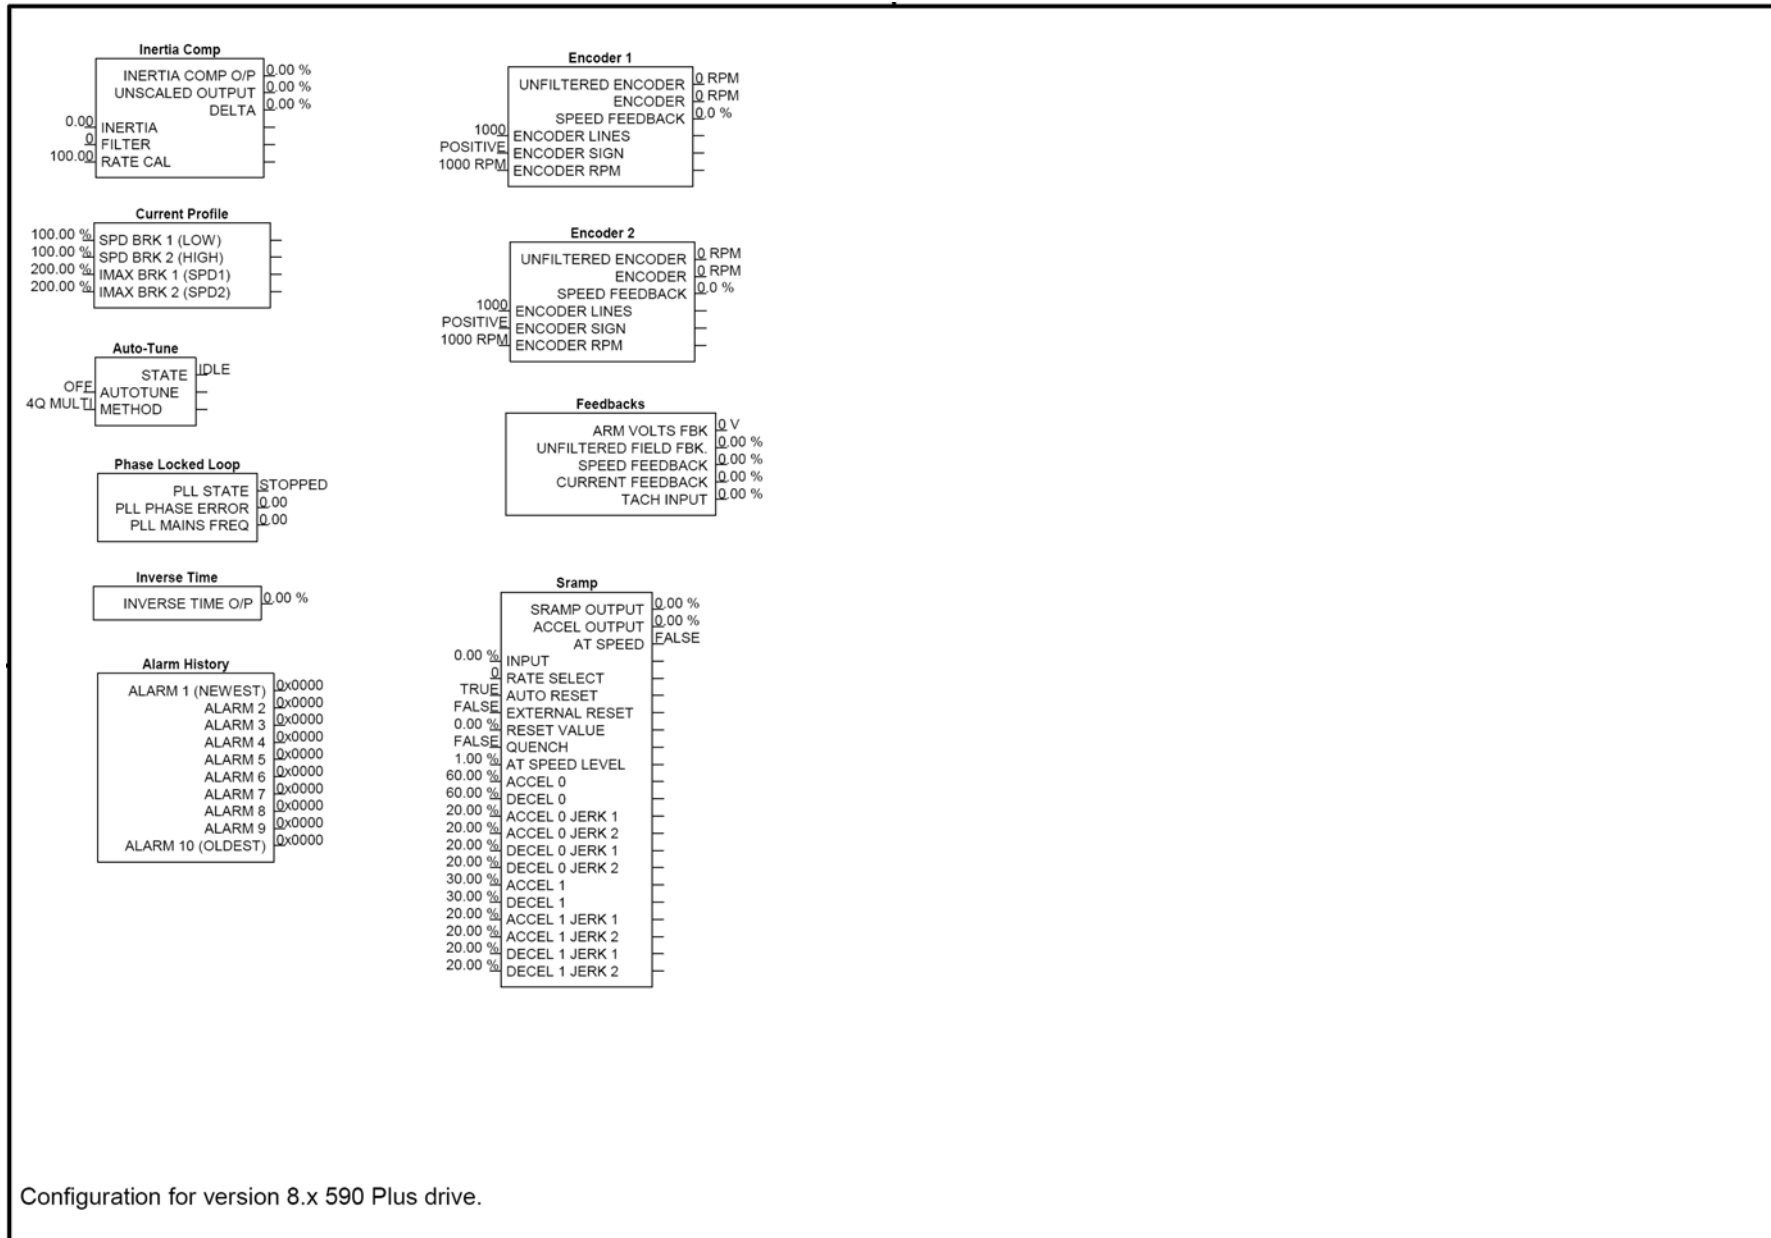 Inertia Comp
INERTIA COMP O/P 0.00 %
UNSCALED OUTPUT 0.00 %
DELTA 0.00 %
0.00 INERTIA
0 FILTER
100.00 RATE CAL
Current Profile
100.00 % SPD BRK 1 (LOW)
100.00 % SPD BRK 2 (HIGH)
200.00 % IMAX BRK 1 (SPD1)
200.00 % IMAX BRK 2 (SPD2)
Auto-Tune
STATE IDLE
OFF AUTOTUNE
4Q MULTI METHOD
Phase Locked Loop
PLL STATE STOPPED
PLL PHASE ERROR 0.00
PLL MAINS FREQ 0.00
Inverse Time
INVERSE TIME O/P 0.00 %
Alarm History
ALARM 1 (NEWEST) 0x0000
ALARM 2 0x0000
ALARM 3 0x0000
ALARM 4 0x0000
ALARM 5 0x0000
ALARM 6 0x0000
ALARM 7 0x0000
ALARM 8 0x0000
ALARM 9 0x0000
ALARM 10 (OLDEST) 0x0000
Encoder 1
UNFILTERED ENCODER 0 RPM
ENCODER 0 RPM
SPEED FEEDBACK 0.0 %
1000 ENCODER LINES
POSITIVE ENCODER SIGN
1000 RPM ENCODER RPM
Encoder 2
UNFILTERED ENCODER 0 RPM
ENCODER 0 RPM
SPEED FEEDBACK 0.0 %
1000 ENCODER LINES
POSITIVE ENCODER SIGN
1000 RPM ENCODER RPM
Feedbacks
ARM VOLTS FBK 0 V
UNFILTERED FIELD FBK. 0.00 %
SPEED FEEDBACK 0.00 %
CURRENT FEEDBACK 0.00 %
TACH INPUT 0.00 %
Sramp
SRAMP OUTPUT 0.00 %
ACCEL OUTPUT 0.00 %
AT SPEED FALSE
0.00 % INPUT
0 RATE SELECT
TRUE AUTO RESET
FALSE EXTERNAL RESET
0.00 % RESET VALUE
FALSE QUENCH
1.00 % AT SPEED LEVEL
60.00 % ACCEL 0
60.00 % DECEL 0
20.00 % ACCEL 0 JERK 1
20.00 % ACCEL 0 JERK 2
20.00 % DECEL 0 JERK 1
20.00 % DECEL 0 JERK 2
30.00 % ACCEL 1
30.00 % DECEL 1
20.00 % ACCEL 1 JERK 1
20.00 % ACCEL 1 JERK 2
20.00 % DECEL 1 JERK 1
20.00 % DECEL 1 JERK 2
Configuration for version 8.x 590 Plus drive.